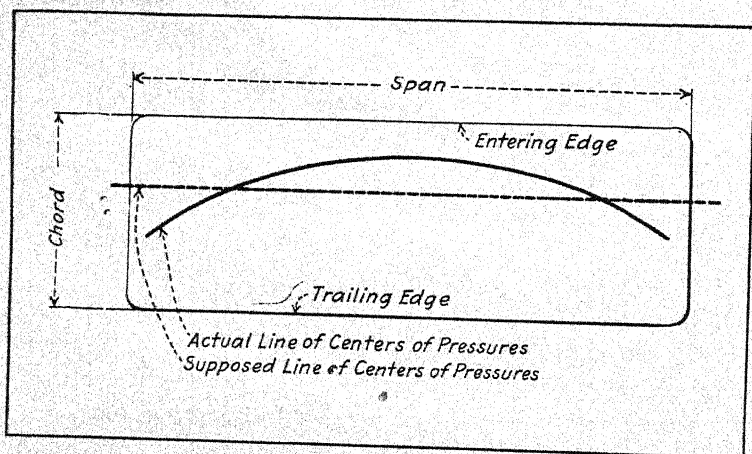 Span
Entering Edge
Chord
Trailing Edge
Actual Line of Centers of Pressures
Supposed Line of Centers of Pressures